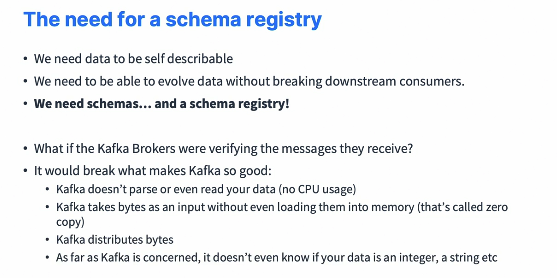 The need for a schema registry
• We need data to be self describable
• We need to be able to evolve data without breaking downstream consumers.
• We need schemas... and a schema registry!
• What if the Kafka Brokers were verifying the messages they receive?
• It would break what makes Kafka so good:
• Kafka doesn't parse or even read your data (no CPU usage)
• Kafka takes bytes as an input without even loading them into memory (that's called zero
copy)
• Kafka distributes bytes
• As far as Kafka is concerned, it doesn't even know if your data is an integer, a string etc